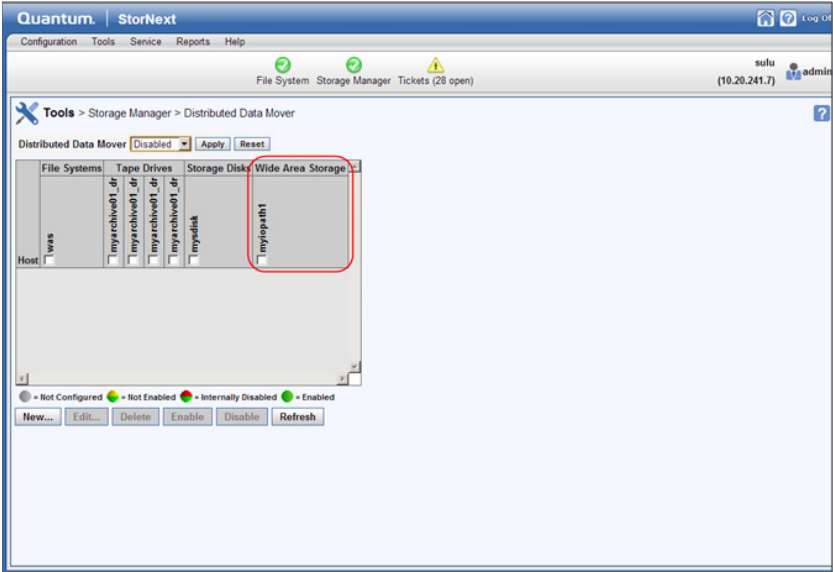 Quantum. | StorNext
Log Of
Configuration Tools Service Reports Help
File System Storage Manager Tickets (28 open)
sulu
(10.20.241.7)
admin
Tools > Storage Manager > Distributed Data Mover
Distributed Data Mover Disabled Apply Reset
File Systems Tape Drives Storage Disks Wide Area Storage
Host was myarchive01_dr myarchive01_dr myarchive01_dr myarchive01_dr mysdisk myiopath1
= Not Configured = Not Enabled = Internally Disabled = Enabled
New... Edit... Delete Enable Disable Refresh